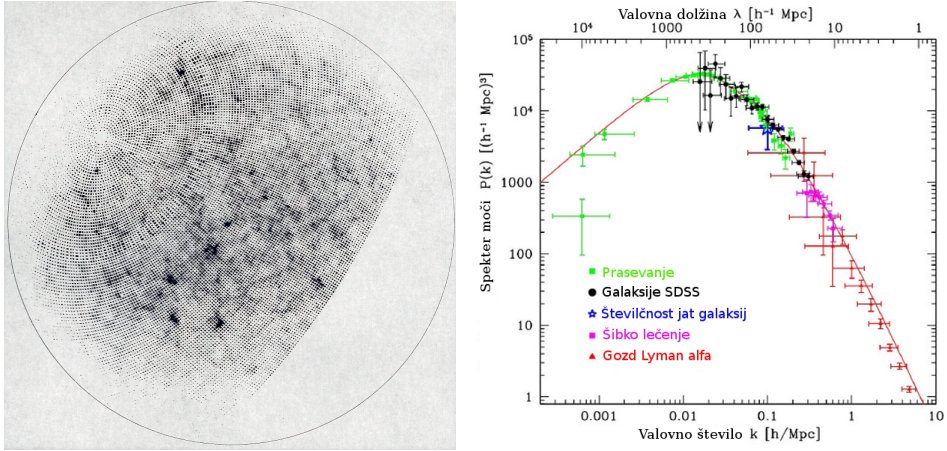 Valovna dolžina λ [h⁻¹ Mpc]
10⁴ 1000 100 10 1
Spekter moči P(k) [(h⁻¹ Mpc)³]
10⁵
10⁴
1000
100
10
1
Prasevanje
Galaksije SDSS
Številčnost jat galaksij
Šibko lečenje
Gozd Lyman alfa
0.001 0.01 0.1 1 10
Valovno število k [h/Mpc]